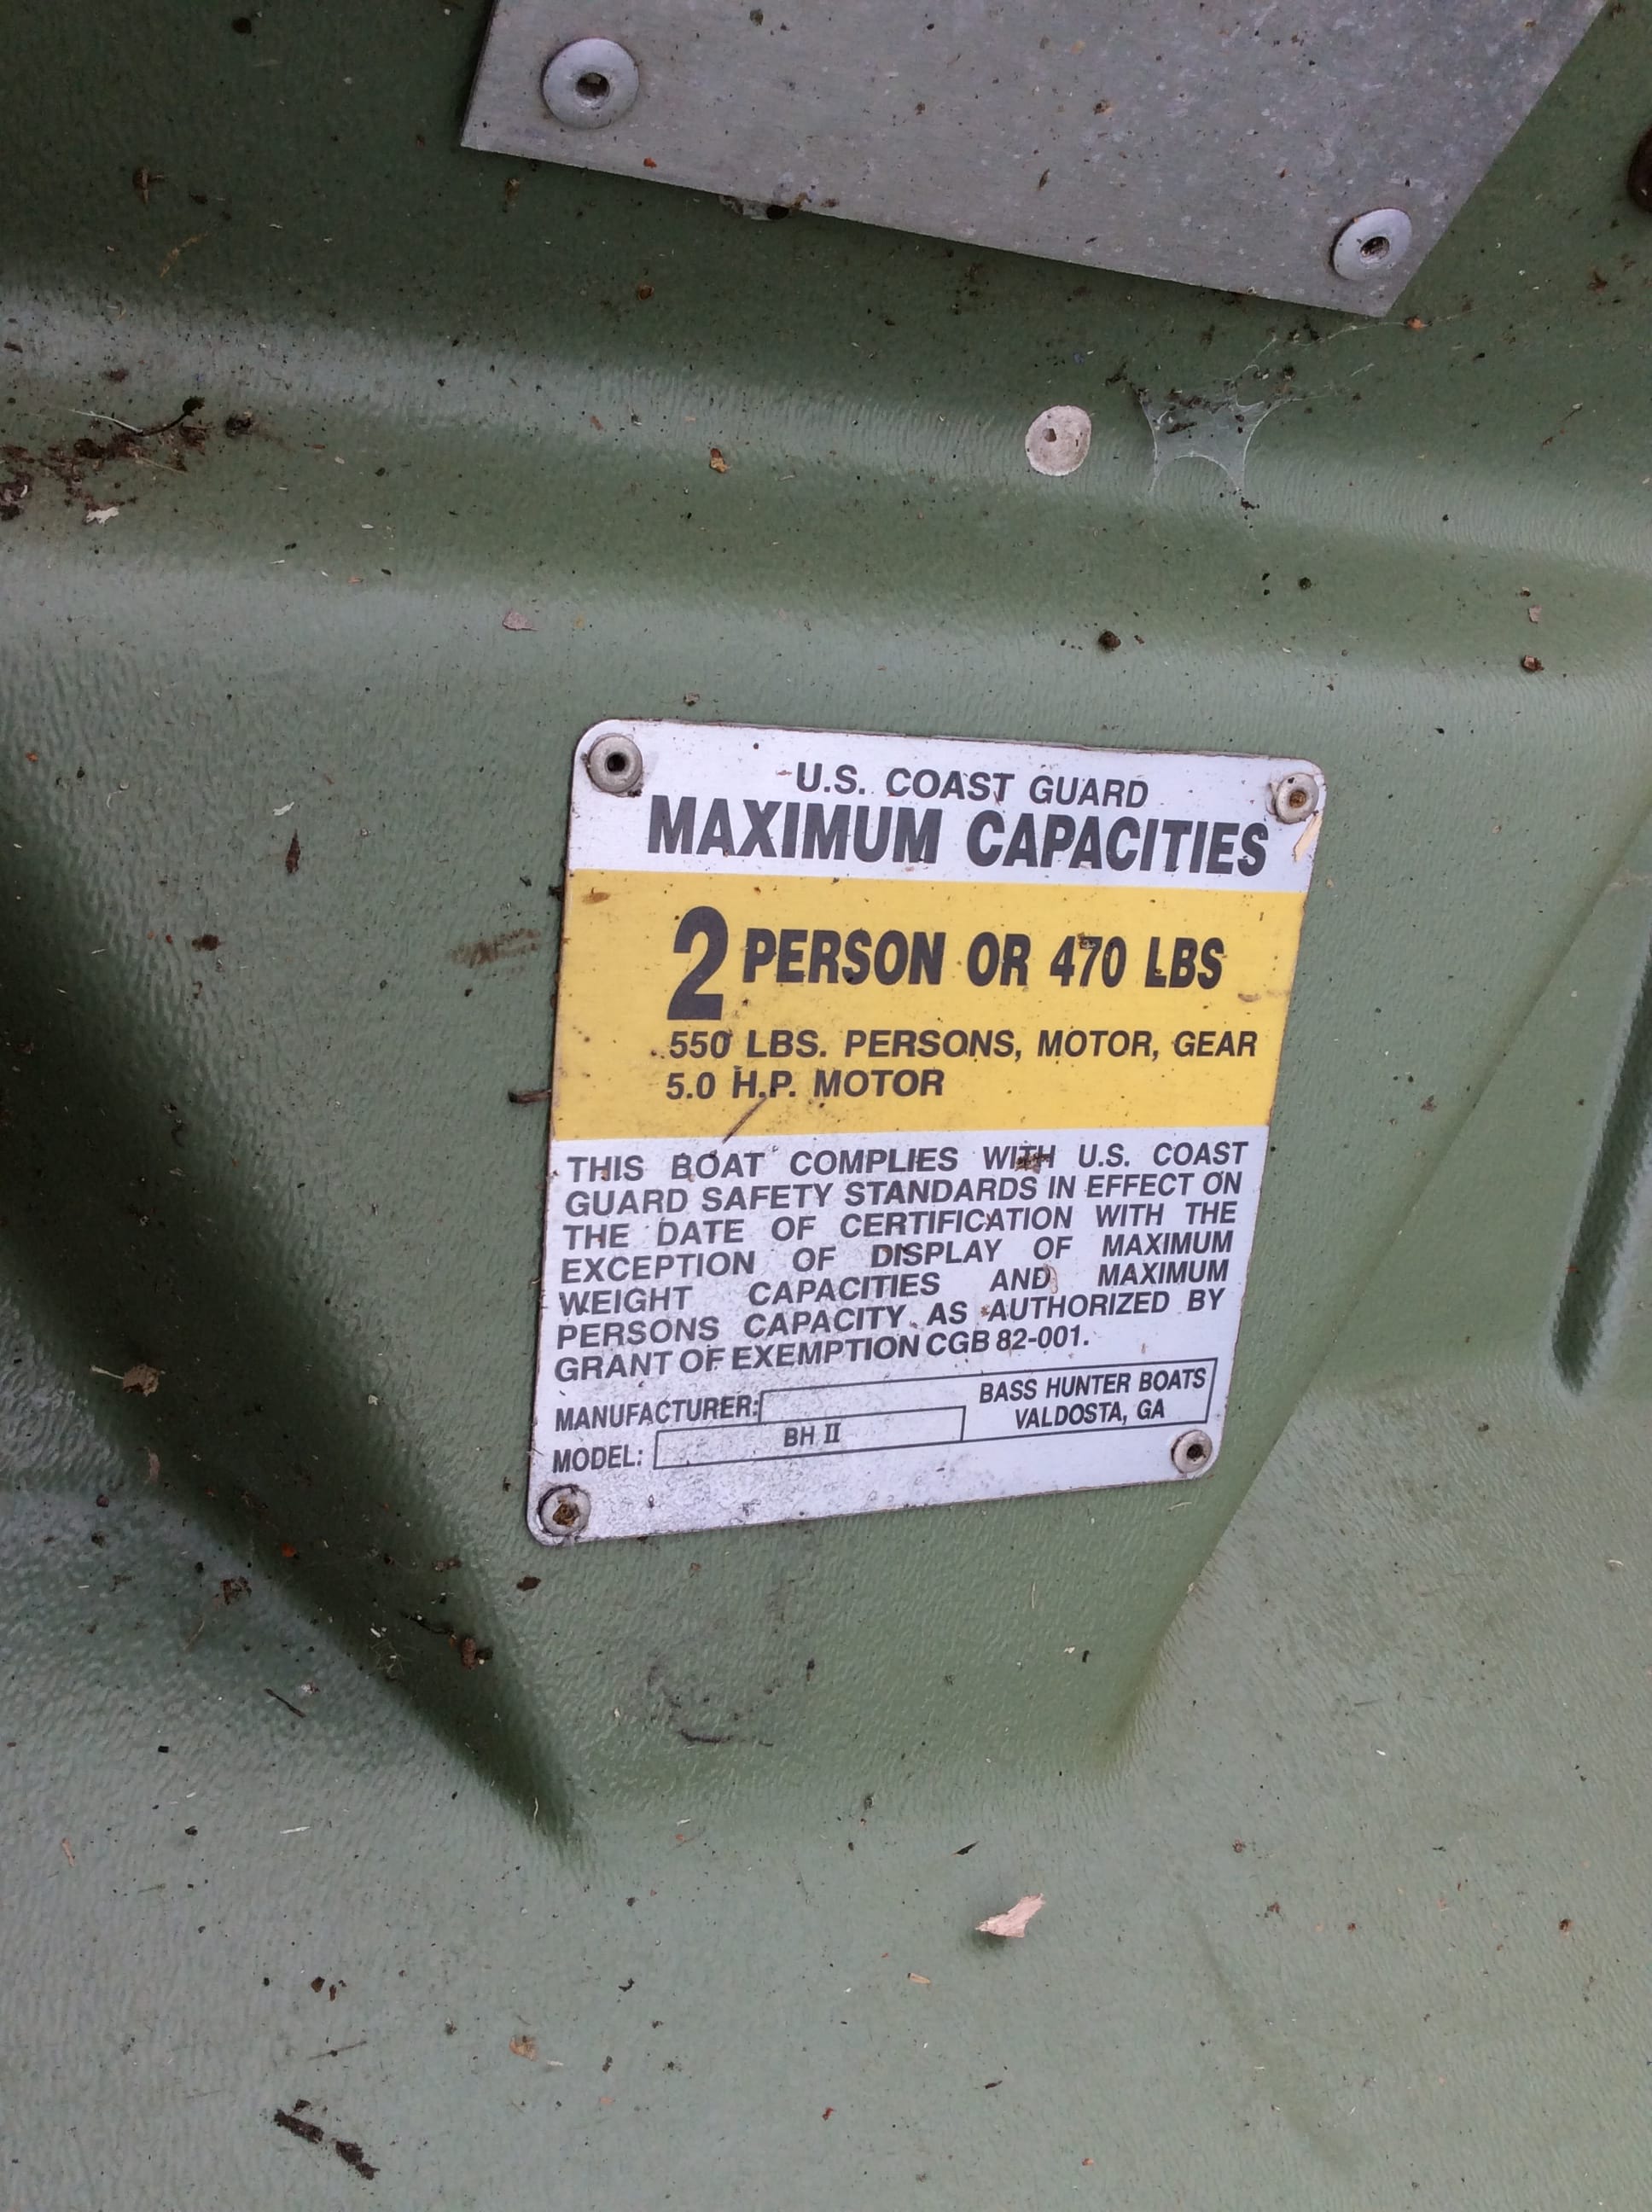 U.S. COAST GUARD
MAXIMUM CAPACITIES
2 PERSON OR 470 LBS
550 LBS. PERSONS, MOTOR, GEAR
5.0 H.P. MOTOR
THIS BOAT COMPLIES WITH U.S. COAST
GUARD SAFETY STANDARDS IN EFFECT ON
THE DATE OF CERTIFICATION WITH THE
EXCEPTION OF DISPLAY OF MAXIMUM
WEIGHT CAPACITIES AND MAXIMUM
PERSONS CAPACITY AS AUTHORIZED BY
GRANT OF EXEMPTION CGB 82-001.
MANUFACTURER: BASS HUNTER BOATS
VALDOSTA, GA
MODEL: BH II